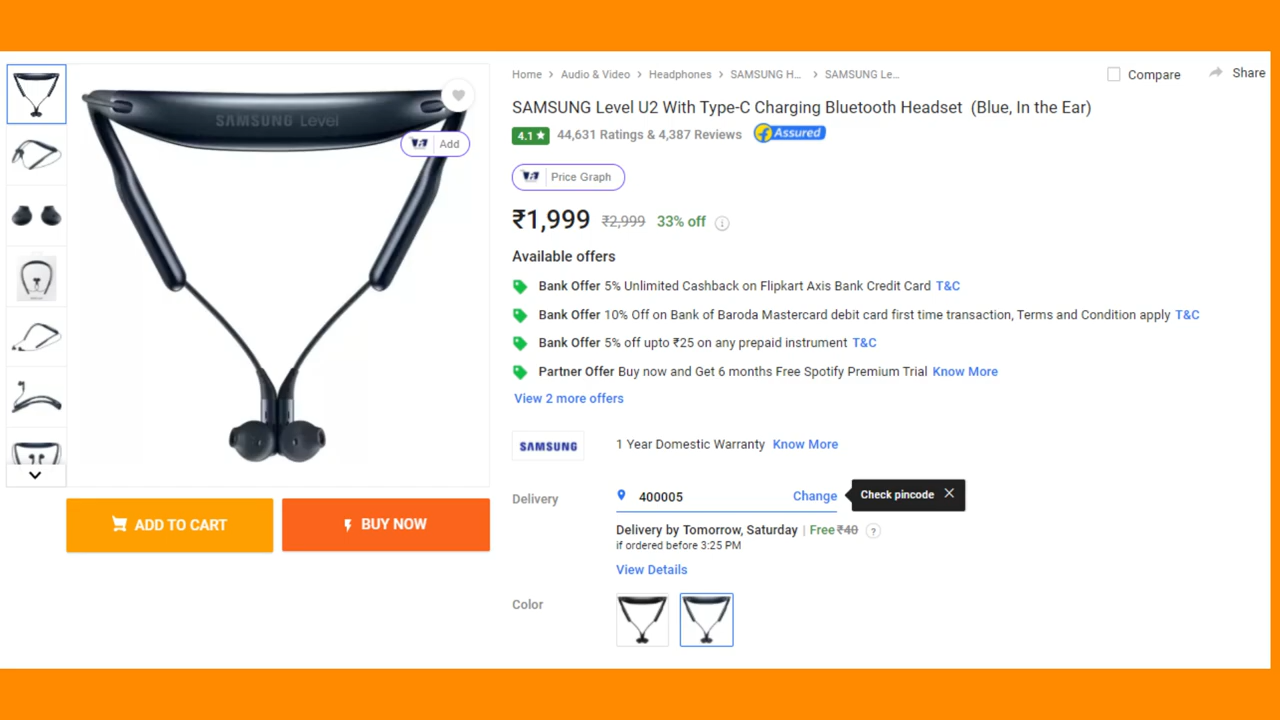 Home > Audio & Video > Headphones > SAMSUNG H... > SAMSUNG Le...
Compare
Share
SAMSUNG Level U2 With Type-C Charging Bluetooth Headset (Blue, In the Ear)
4.1★ 44,631 Ratings & 4,387 Reviews Assured
Price Graph
₹1,999 ₹2,999 33% off
Available offers
Bank Offer 5% Unlimited Cashback on Flipkart Axis Bank Credit Card T&C
Bank Offer 10% Off on Bank of Baroda Mastercard debit card first time transaction, Terms and Condition apply T&C
Bank Offer 5% off upto ₹25 on any prepaid instrument T&C
Partner Offer Buy now and Get 6 months Free Spotify Premium Trial Know More
View 2 more offers
SAMSUNG 1 Year Domestic Warranty Know More
Delivery 400005 Change Check pincode
Delivery by Tomorrow, Saturday | Free ₹40 ?
if ordered before 3:25 PM
View Details
Color
SAMSUNG Level
Add
ADD TO CART
BUY NOW